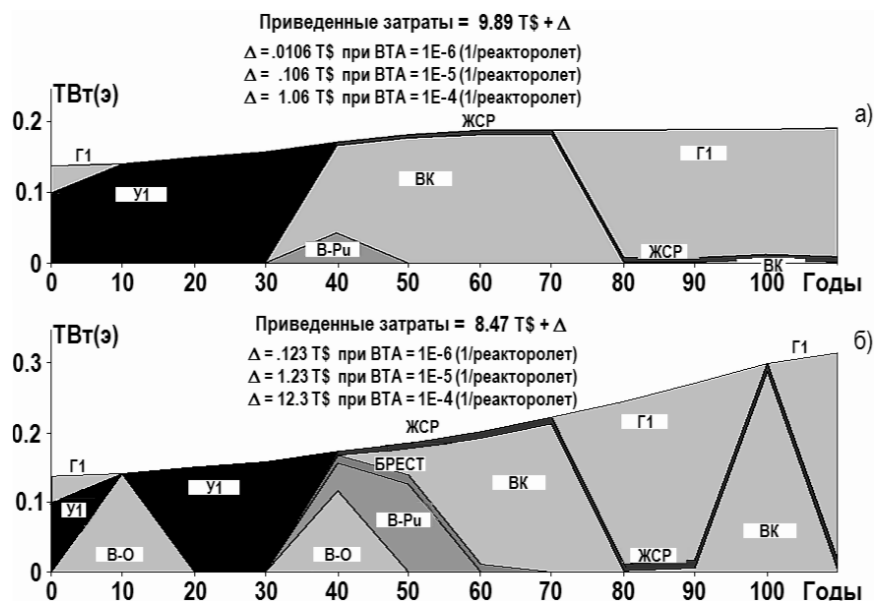 Приведенные затраты = 9.89 T$ + Δ
Δ = .0106 T$ при ВТА = 1E-6 (1/реакторолет)
Δ = .106 T$ при ВТА = 1E-5 (1/реакторолет)
Δ = 1.06 T$ при ВТА = 1E-4 (1/реакторолет)
ТВт(э)
а)
0.2
0.1
0
ЖСР
Г1
У1
ВК
Г1
В-Pu
ЖСР
ВК
0 10 20 30 40 50 60 70 80 90 100 Годы
Приведенные затраты = 8.47 T$ + Δ
Δ = .123 T$ при ВТА = 1E-6 (1/реакторолет)
Δ = 1.23 T$ при ВТА = 1E-5 (1/реакторолет)
Δ = 12.3 T$ при ВТА = 1E-4 (1/реакторолет)
ТВт(э)
б)
0.3
0.2
0.1
0
Г1
ЖСР
Г1
Г1
БРЕСТ
У1
ВК
У1
В-Pu
ВК
В-О
В-О
ЖСР
0 10 20 30 40 50 60 70 80 90 100 Годы